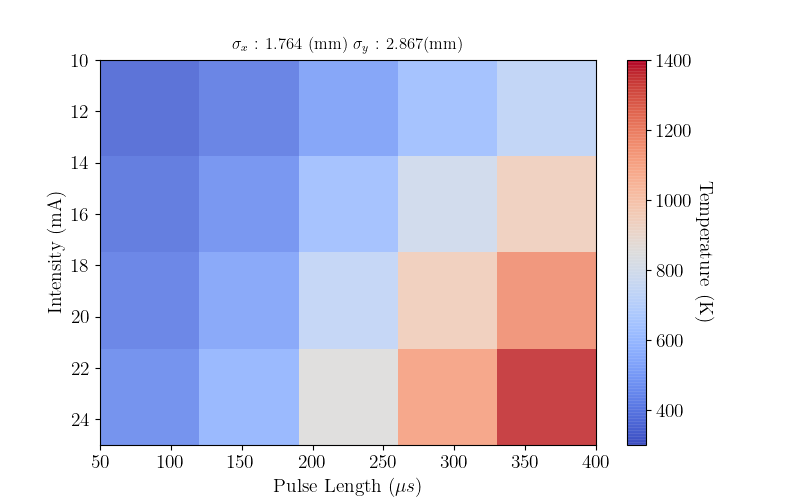 σx : 1.764 (mm) σy : 2.867(mm)
10
12
14
16
18
20
22
24
Intensity (mA)
50 100 150 200 250 300 350 400
Pulse Length (μs)
1400
1200
1000
800
600
400
Temperature (K)